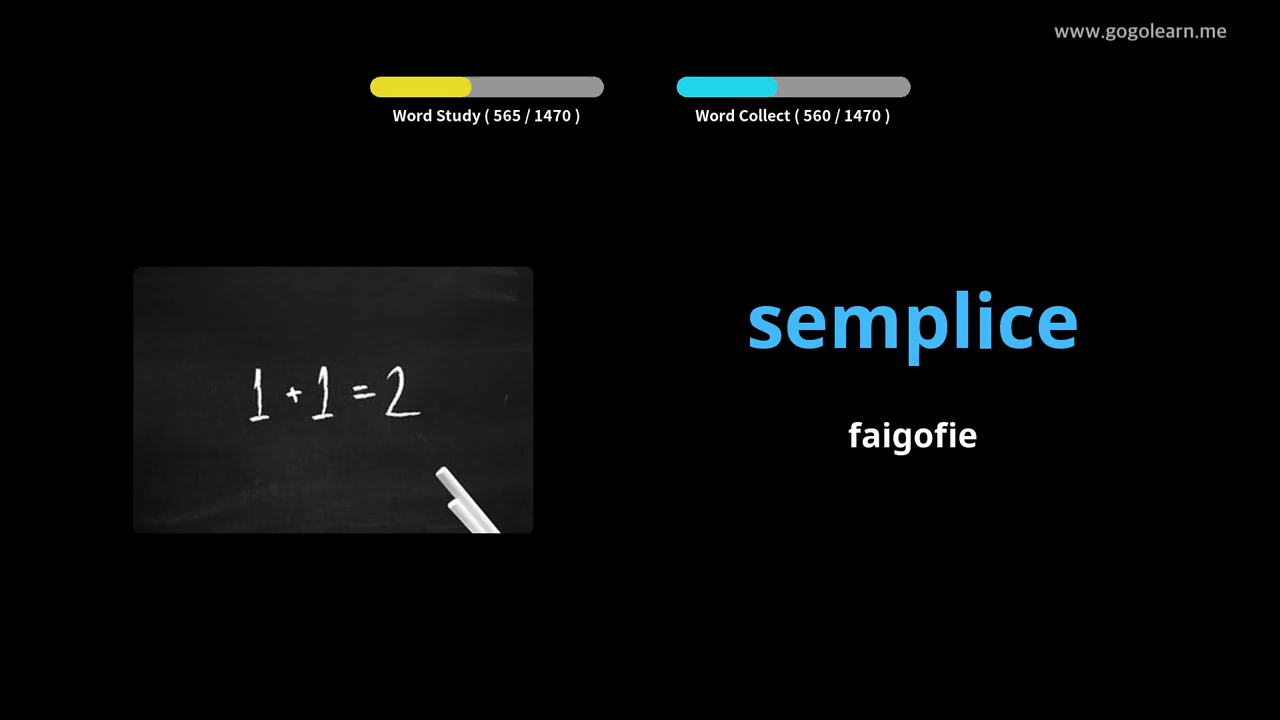 www.gogolearn.me
Word Study ( 565 / 1470 )
Word Collect ( 560 / 1470 )
1 + 1 = 2
semplice
faigofie